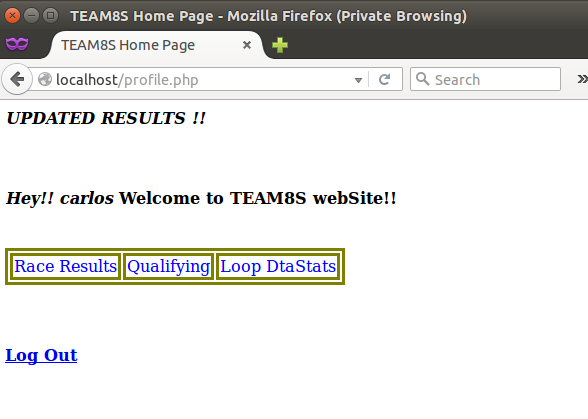 TEAM8S Home Page - Mozilla Firefox (Private Browsing)
TEAM8S Home Page
localhost/profile.php
Search
UPDATED RESULTS !!
Hey!! carlos Welcome to TEAM8S webSite!!
Race Results Qualifying Loop DtaStats
Log Out